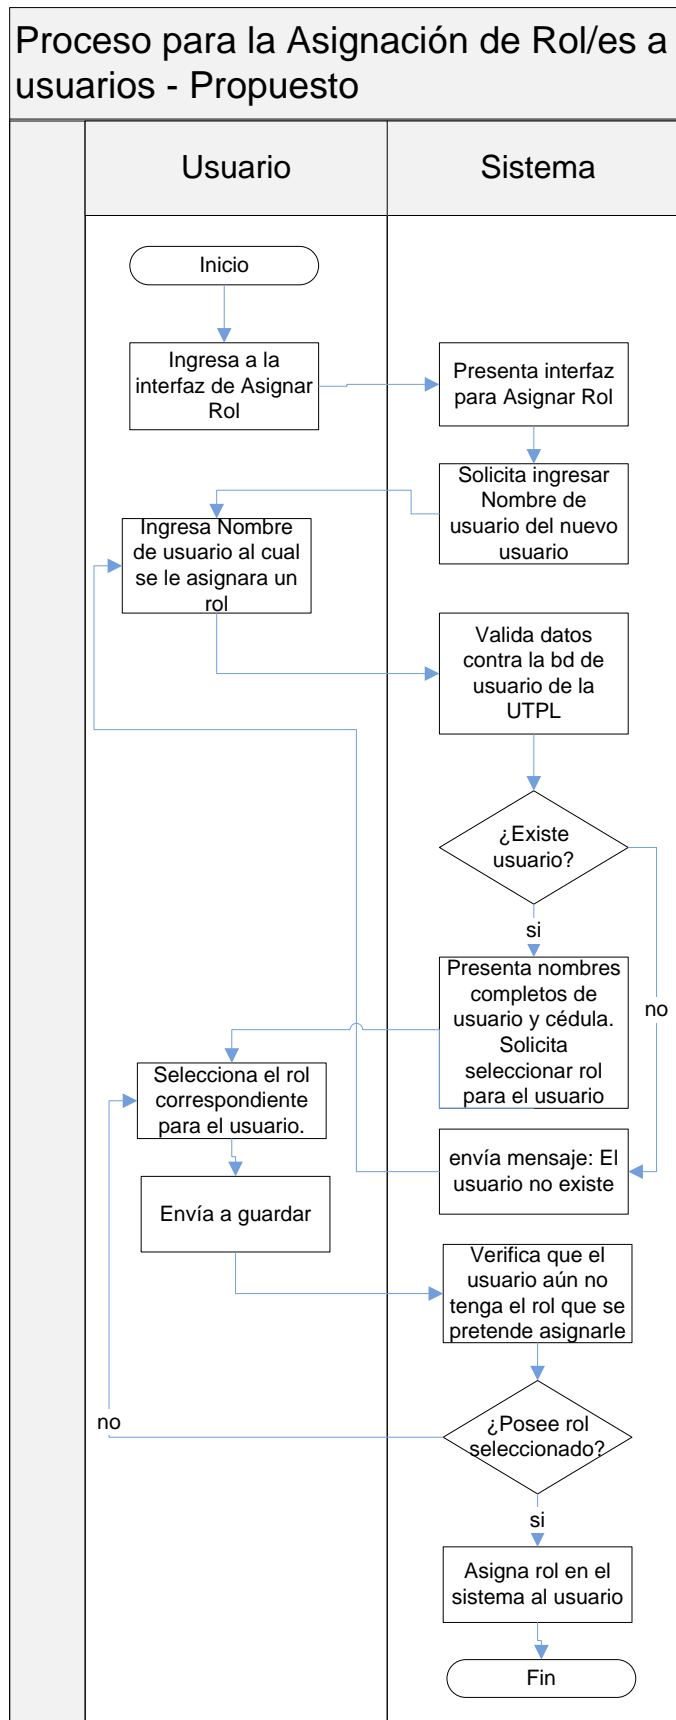 Proceso para la Asignación de Rol/es a
usuarios - Propuesto
Usuario
Sistema
Inicio
Ingresa a la
interfaz de Asignar
Rol
Presenta interfaz
para Asignar Rol
Solicita ingresar
Nombre de
usuario del nuevo
usuario
Ingresa Nombre
de usuario al cual
se le asignara un
rol
Valida datos
contra la bd de
usuario de la
UTPL
¿Existe
usuario?
si
no
Presenta nombres
completos de
usuario y cédula.
Solicita
seleccionar rol
para el usuario
Selecciona el rol
correspondiente
para el usuario.
envía mensaje: El
usuario no existe
Envía a guardar
Verifica que el
usuario aún no
tenga el rol que se
pretende asignarle
¿Posee rol
seleccionado?
no
si
Asigna rol en el
sistema al usuario
Fin